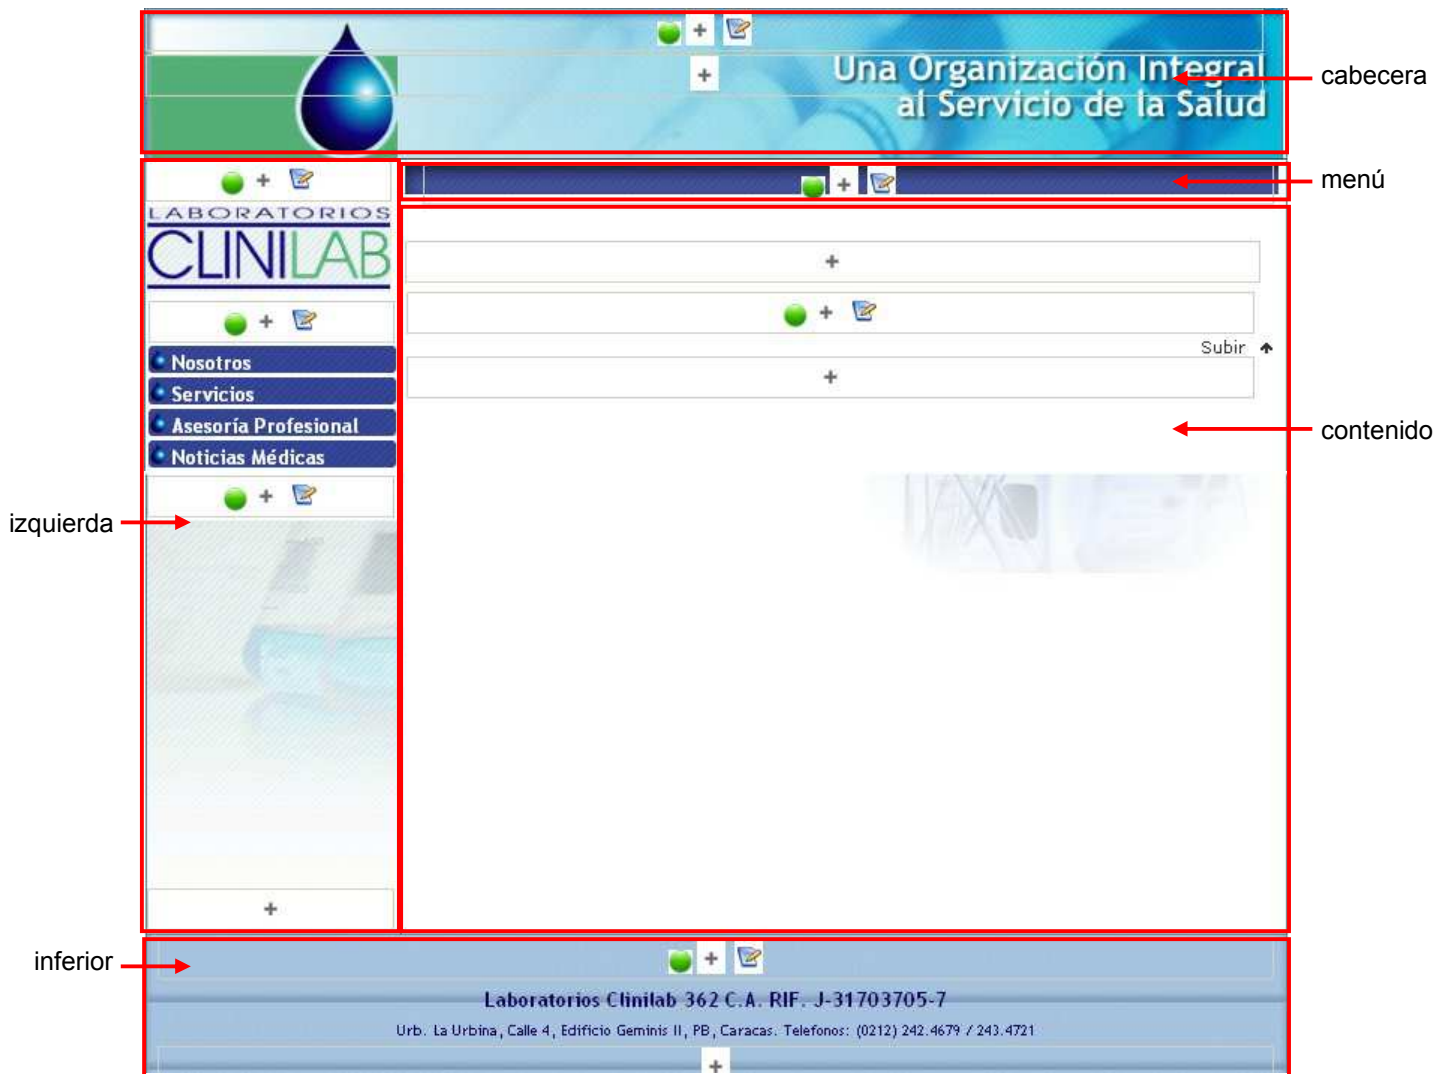 Una Organización Integral
al Servicio de la Salud
cabecera
menú
LABORATORIOS
CLINILAB
Subir
Nosotros
Servicios
Asesoría Profesional
Noticias Médicas
contenido
izquierda
inferior
Laboratorios Clinilab 362 C.A. RIF. J-31703705-7
Urb. La Urbina, Calle 4, Edificio Geminis II, PB, Caracas. Telefonos: (0212) 242.4679 / 243.4721